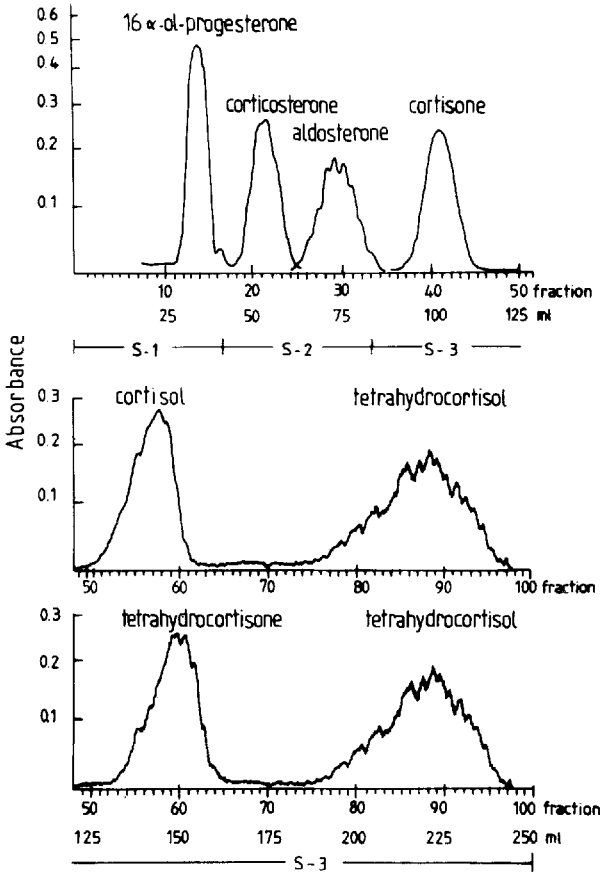 16 α-ol-progesterone
0.6
0.5
0.4
0.3
0.2
0.1
corticosterone
aldosterone
cortisone
10 20 30 40 50 fraction
25 50 75 100 125 ml
S-1 S-2 S-3
Absorbance
cortisol tetrahydrocortisol
0.3
0.2
0.1
50 60 70 80 90 100 fraction
tetrahydrocortisone tetrahydrocortisol
0.3
0.2
0.1
50 60 70 80 90 100 fraction
125 150 175 200 225 250 ml
S-3